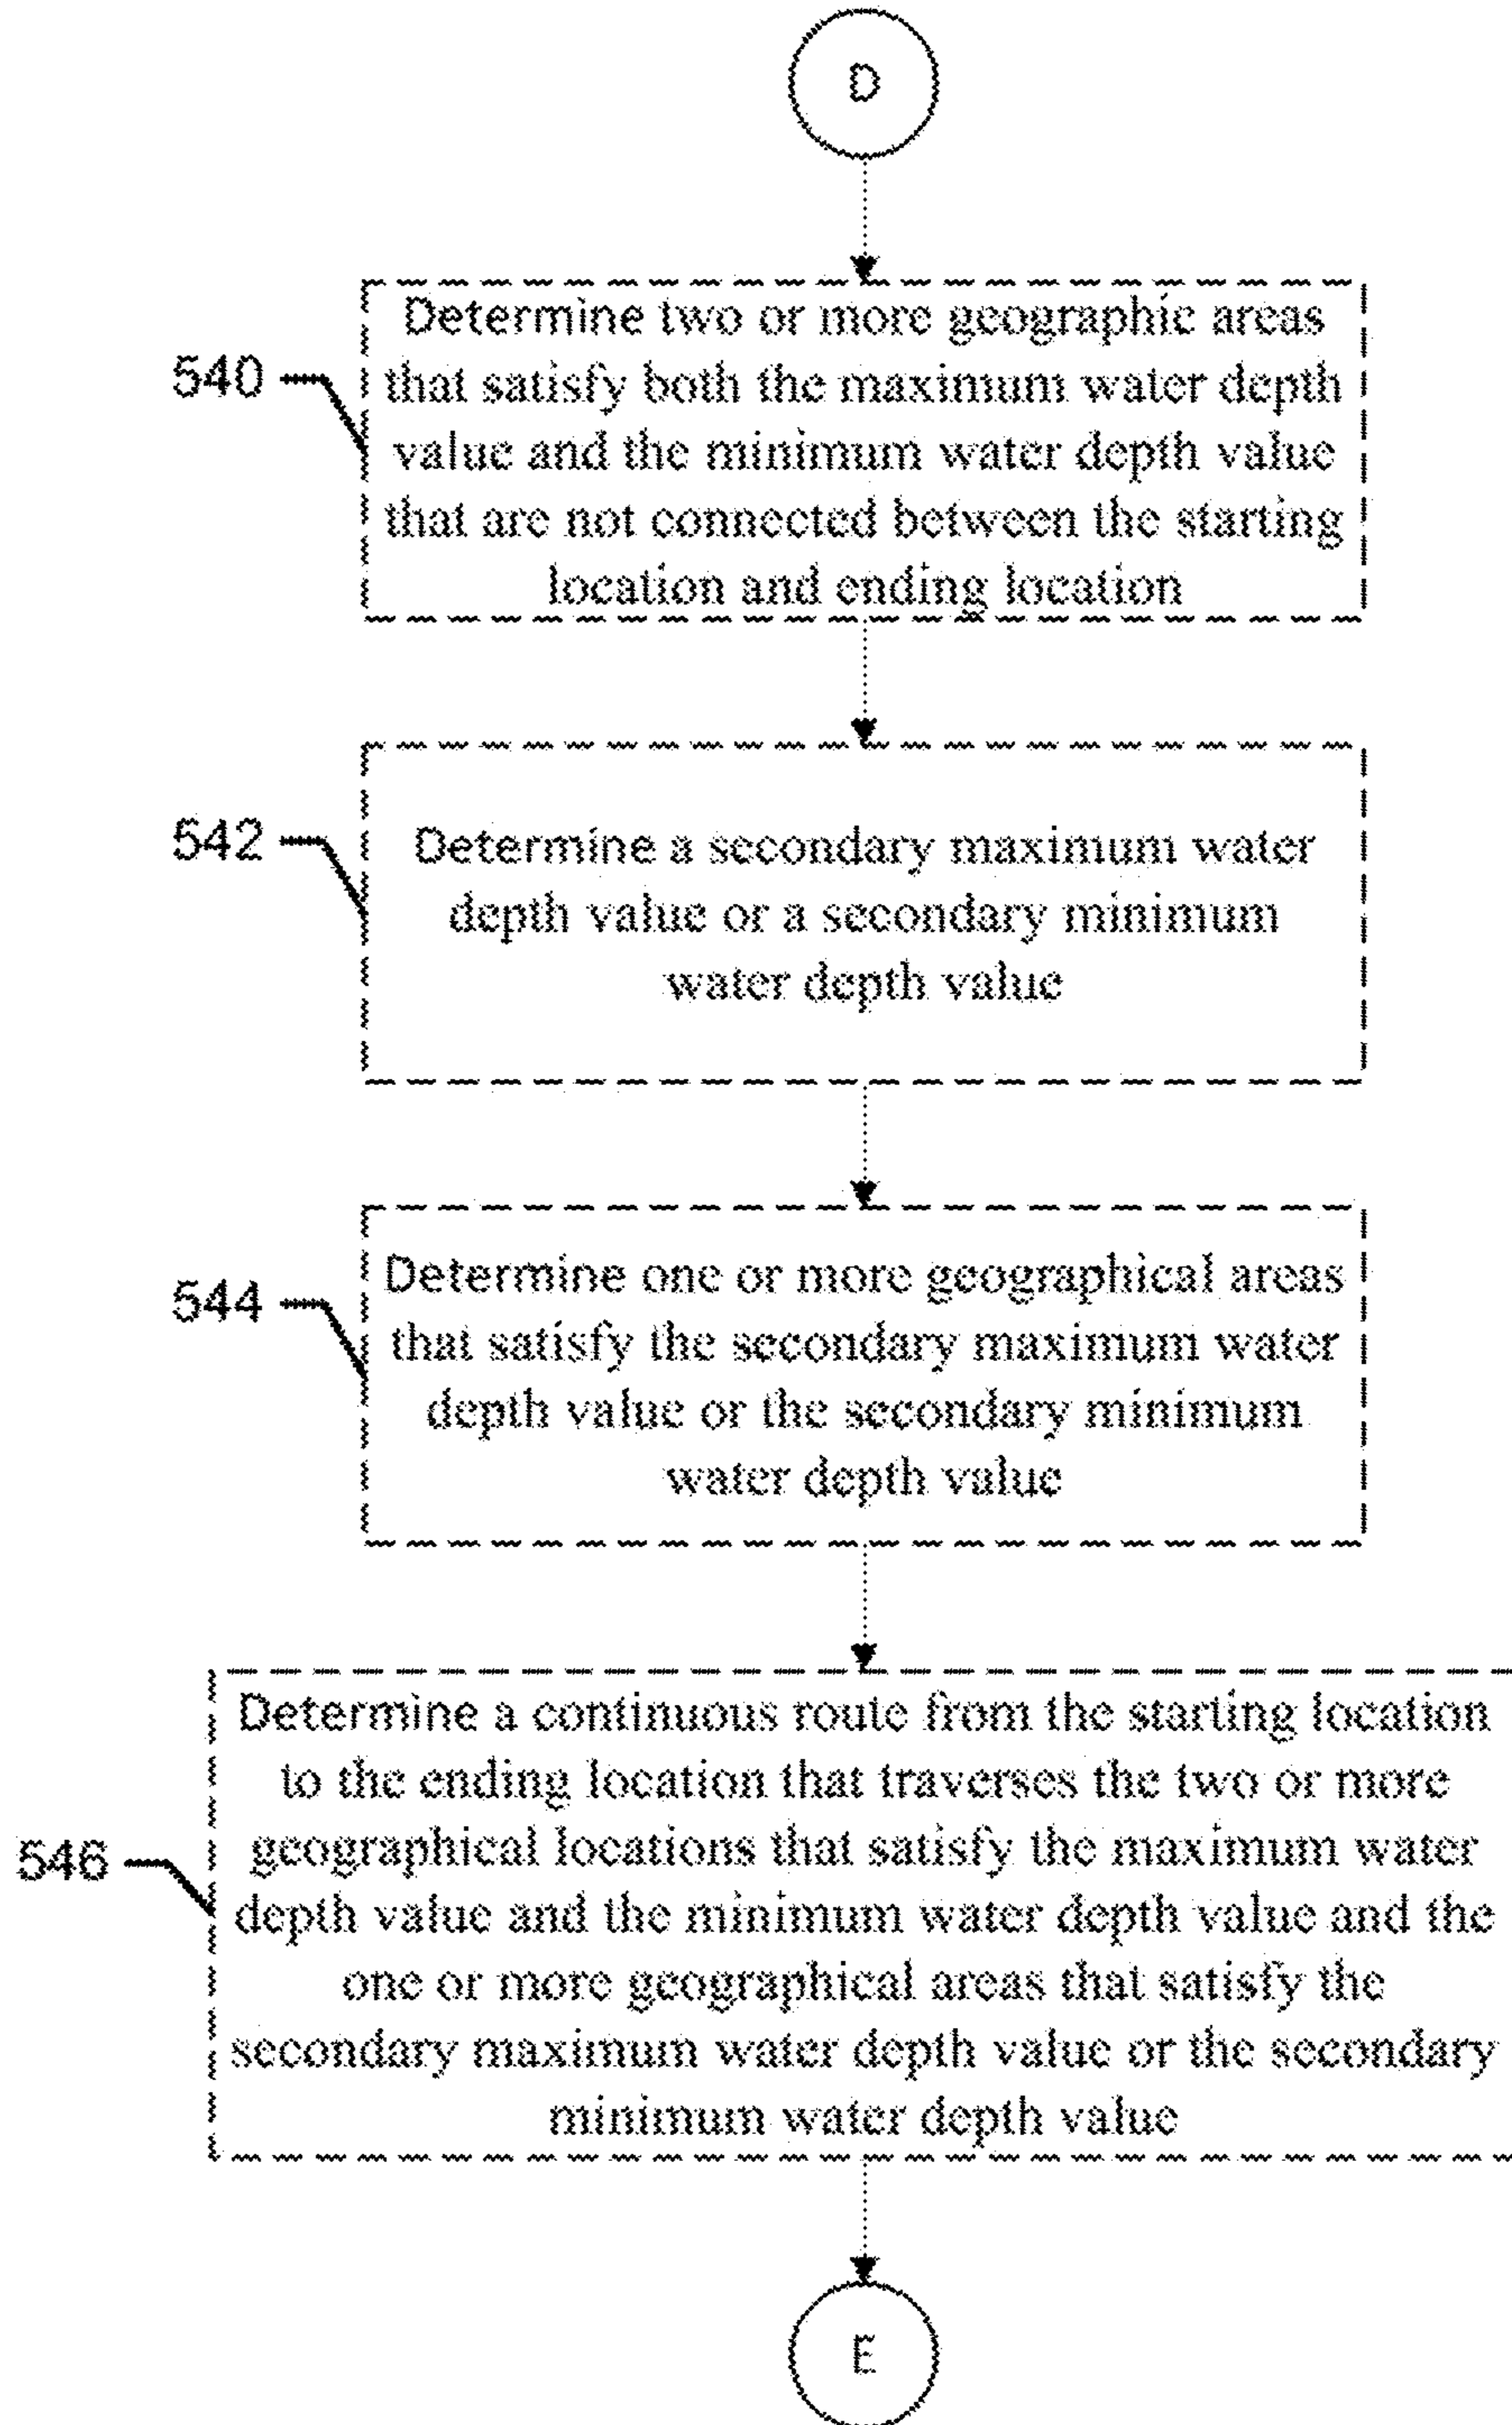 D
540
Determine two or more geographic areas
that satisfy both the maximum water depth
value and the minimum water depth value
that are not connected between the starting
location and ending location
542
Determine a secondary maximum water
depth value or a secondary minimum
water depth value
544
Determine one or more geographical areas
that satisfy the secondary maximum water
depth value or the secondary minimum
water depth value
546
Determine a continuous route from the starting location
to the ending location that traverses the two or more
geographical locations that satisfy the maximum water
depth value and the minimum water depth value and the
one or more geographical areas that satisfy the
secondary maximum water depth value or the secondary
minimum water depth value
E